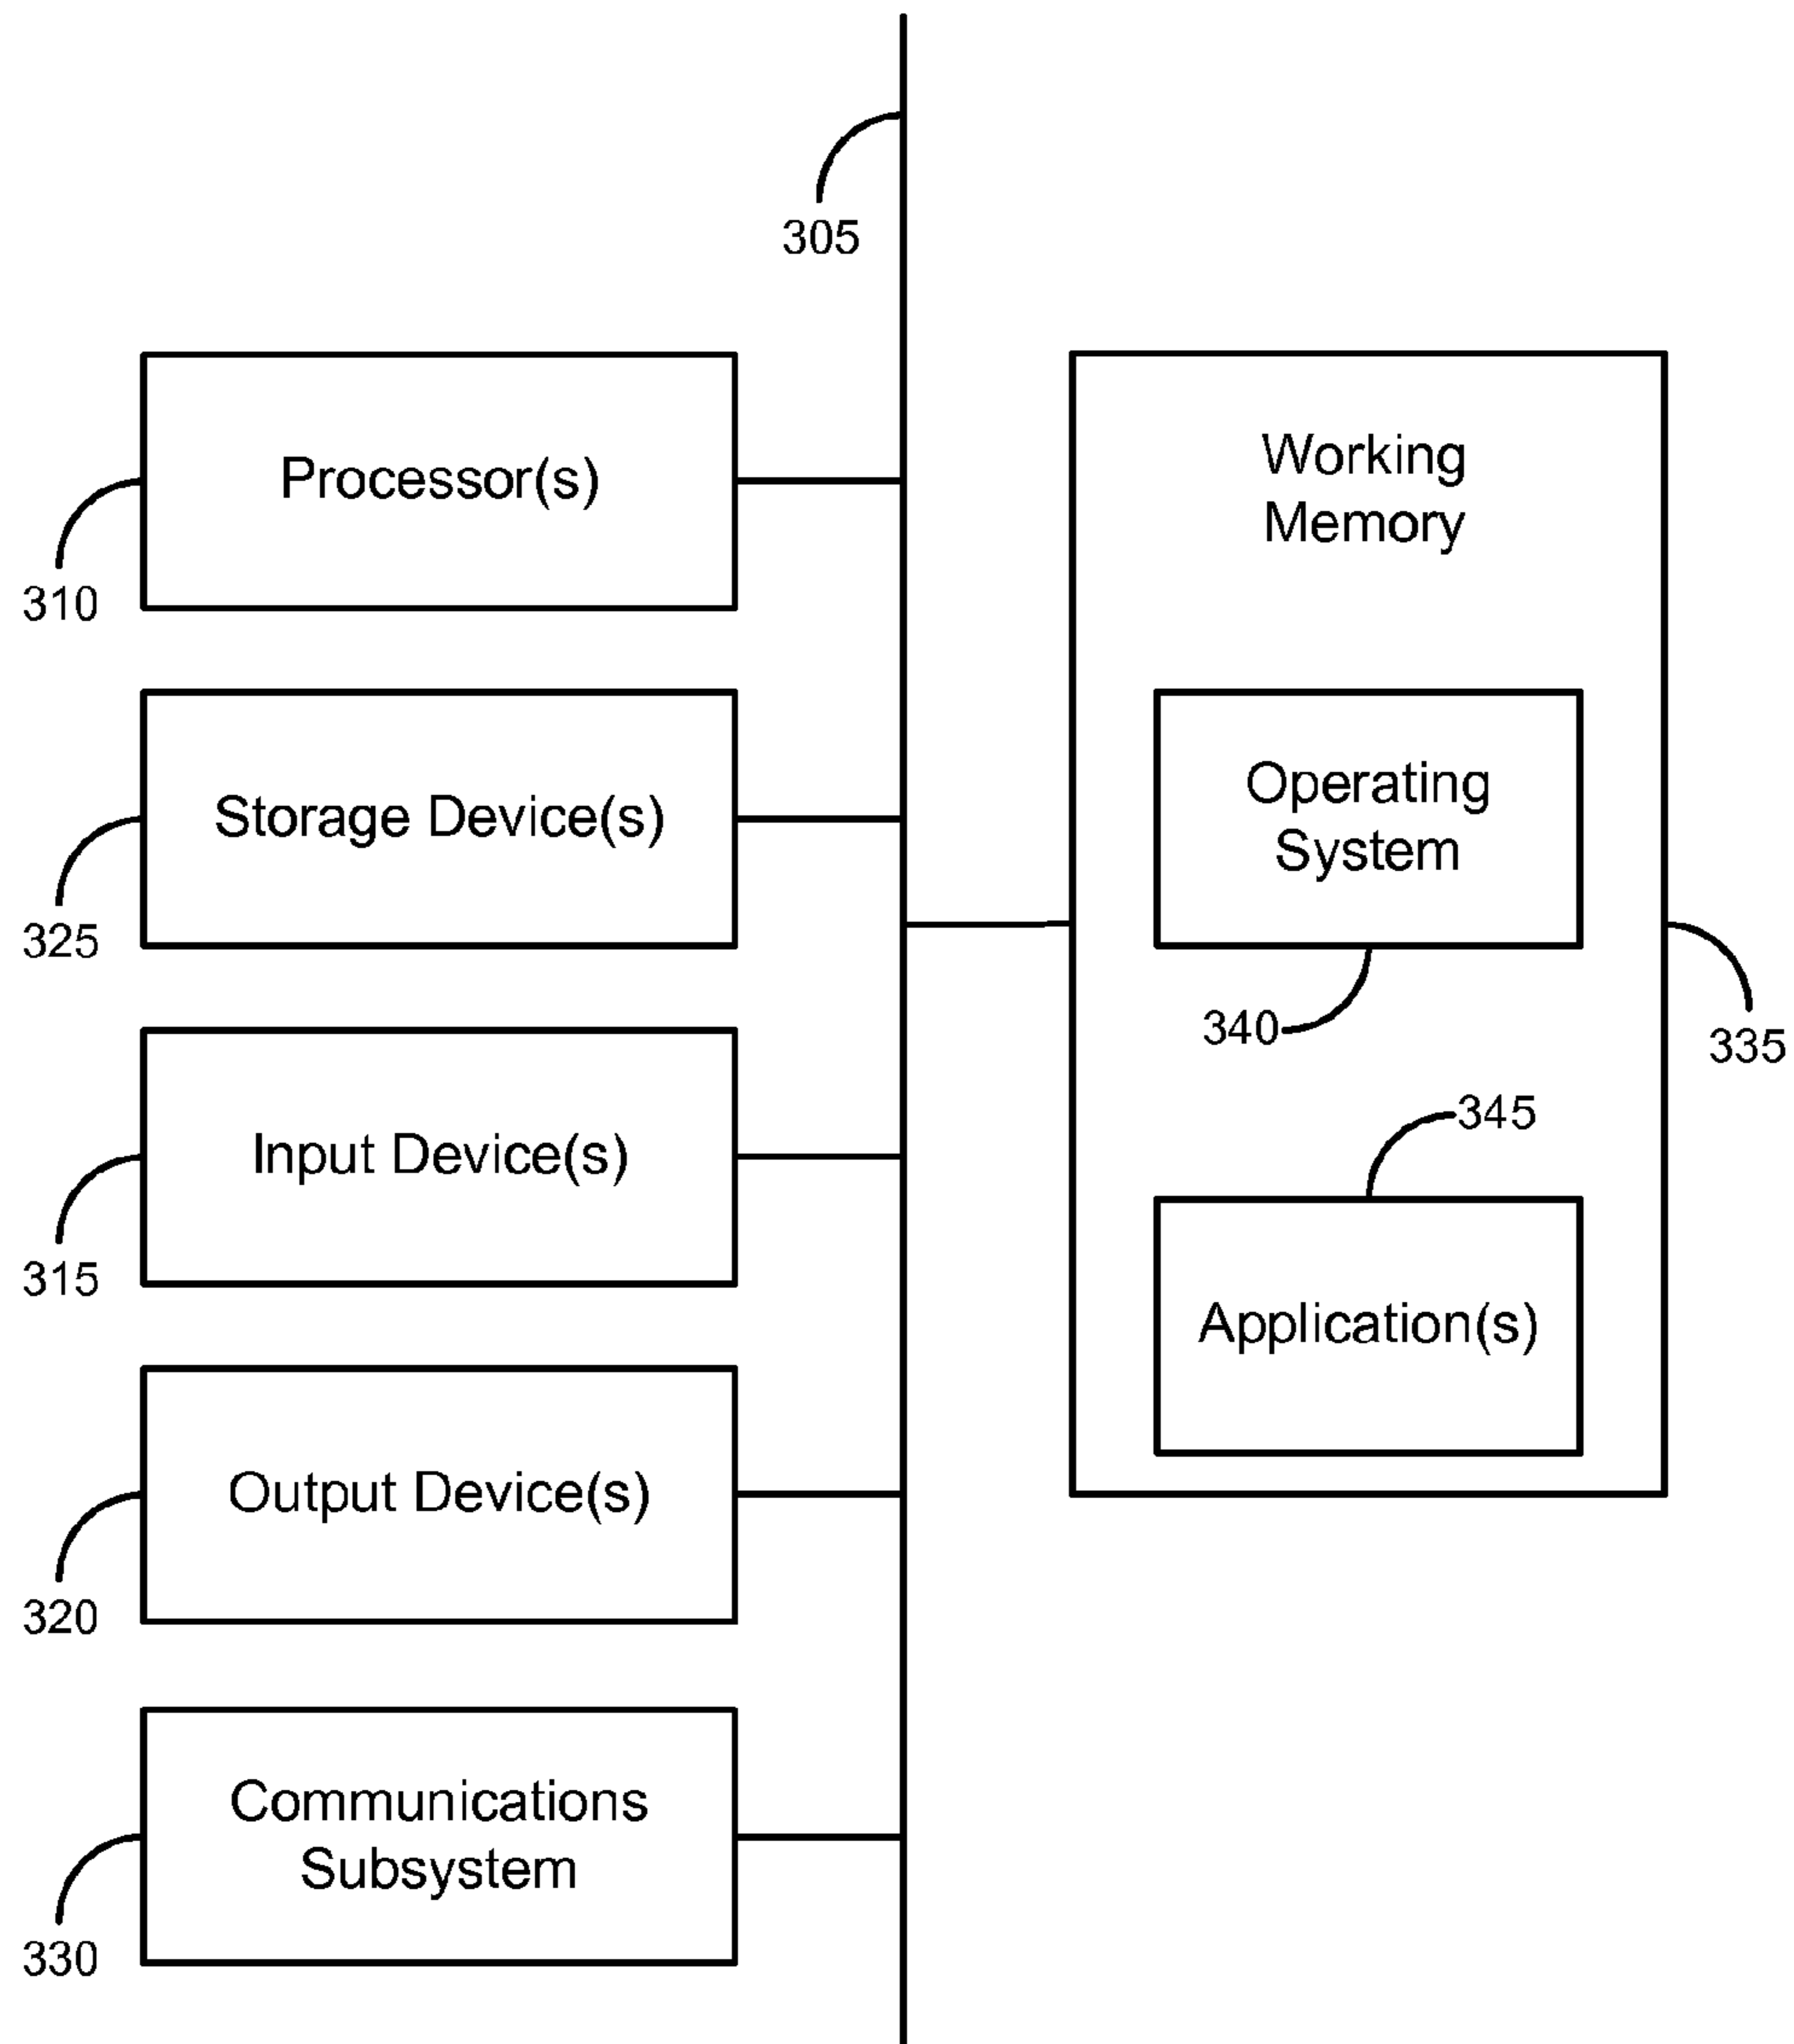 305
Processor(s)
310
Storage Device(s)
325
Input Device(s)
315
Output Device(s)
320
Communications
Subsystem
330
Working
Memory
Operating
System
340
335
345
Application(s)